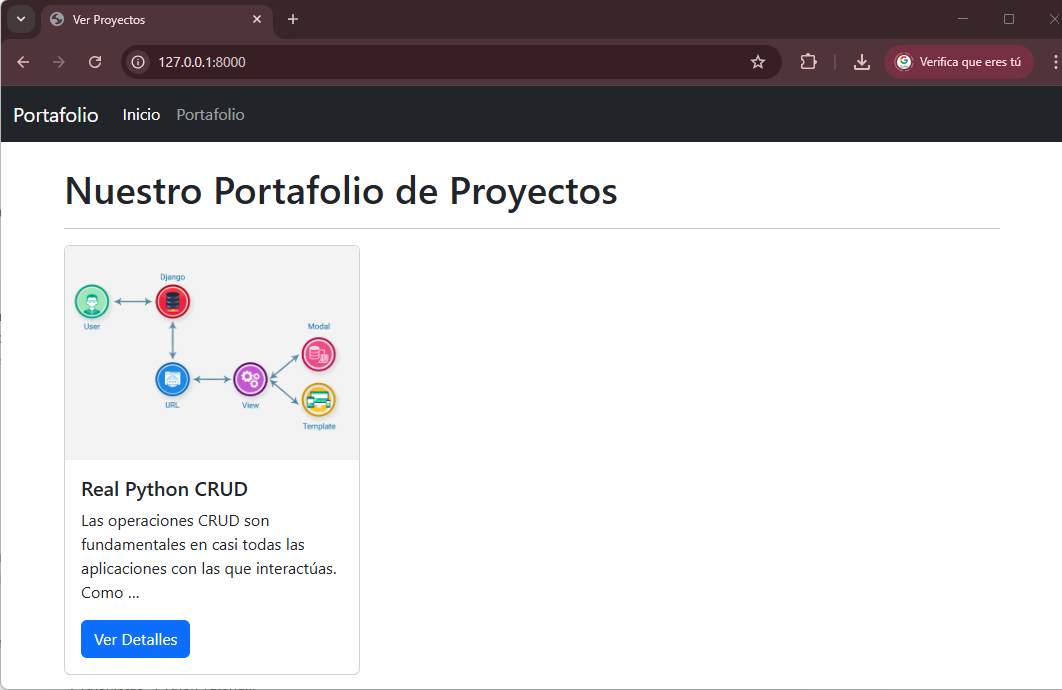 Ver Proyectos
127.0.0.1:8000
Verifica que eres tú
Portafolio Inicio Portafolio
Nuestro Portafolio de Proyectos
Django
User
Modal
URL
View
Template
Real Python CRUD
Las operaciones CRUD son
fundamentales en casi todas las
aplicaciones con las que interactúas.
Como ...
Ver Detalles